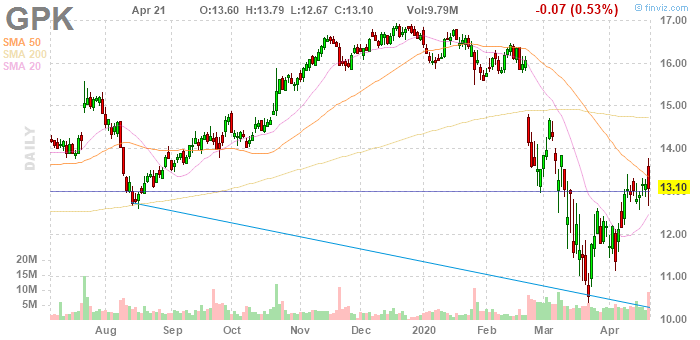 GPK Apr 21 O:13.60 H:13.79 L:12.67 C:13.10 Vol:9.79M -0.07 (0.53%) © finviz.com
SMA 50
SMA 200
SMA 20
DAILY
17.00
16.00
15.00
14.00
13.10
12.00
11.00
10.00
20M
15M
10M
5M
Aug Sep Oct Nov Dec 2020 Feb Mar Apr